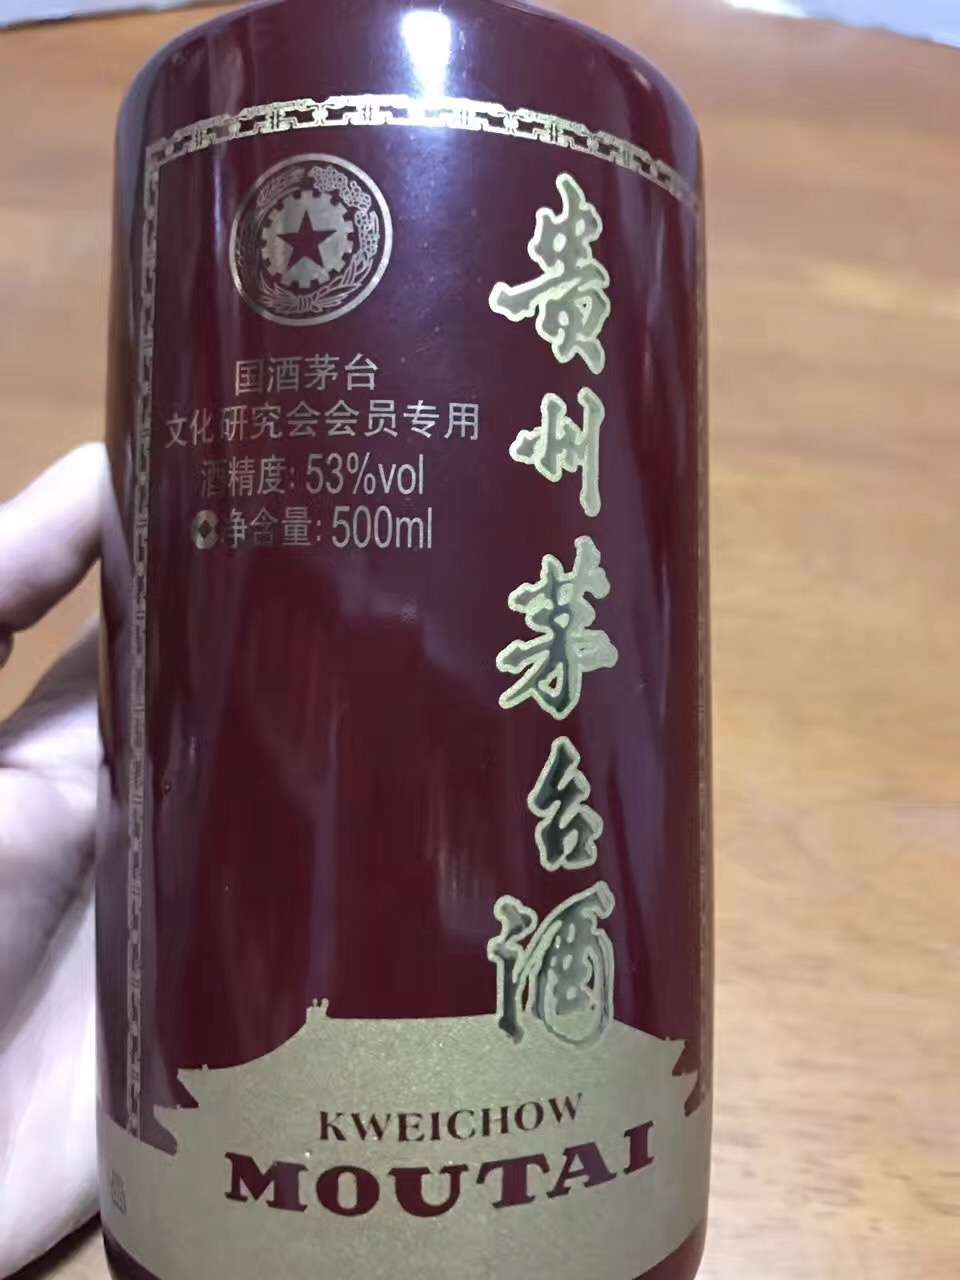 国酒茅台
文化研究会会员专用
酒精度: 53%vol
净含量: 500ml
贵州茅台酒
KWEICHOW
MOUTAI